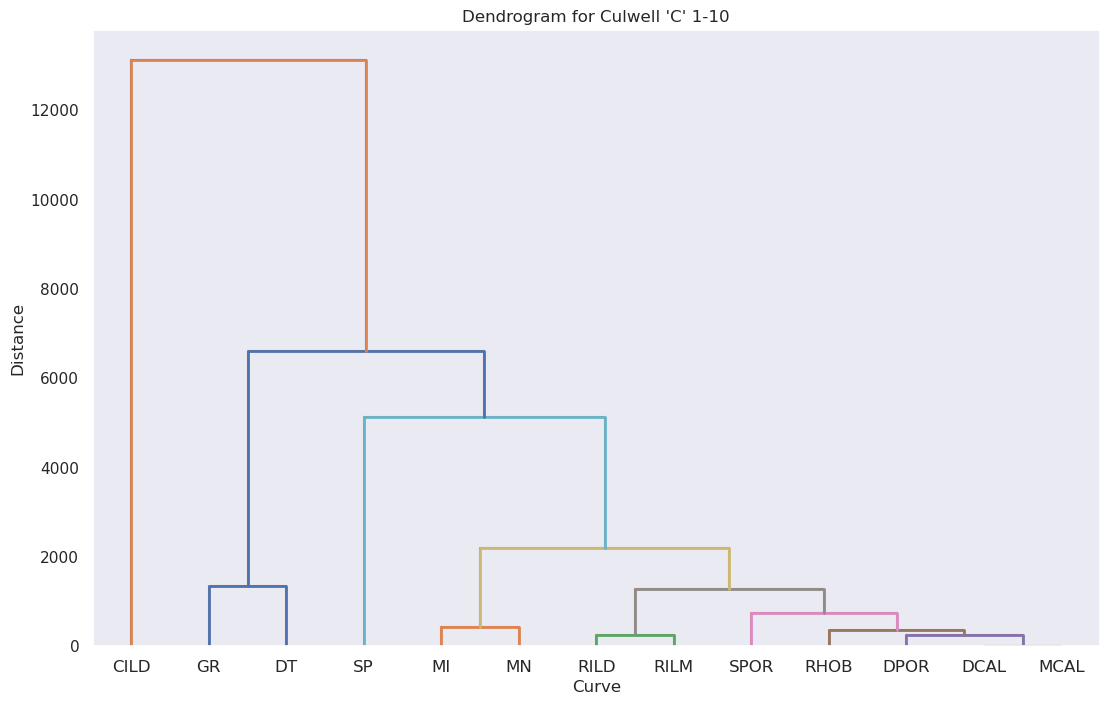 Dendrogram for Culwell 'C' 1-10
Distance
12000
10000
8000
6000
4000
2000
0
CILD GR DT SP MI MN RILD RILM SPOR RHOB DPOR DCAL MCAL
Curve